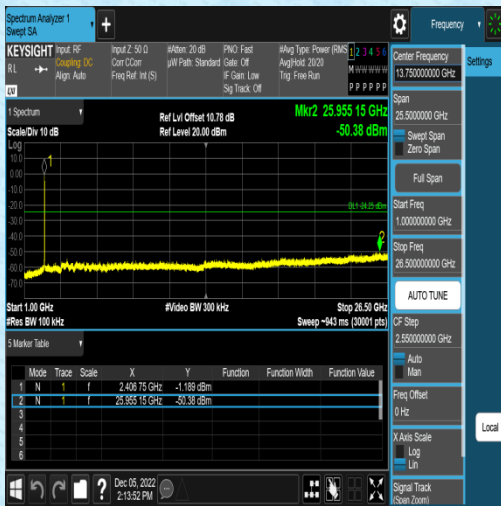 Spectrum Analyzer 1
Swept SA
Frequency
KEYSIGHT
RL
LXI
Input: RF
Coupling: DC
Align: Auto
Input Z: 50 Ω
Corr CCorr
Freq Ref: Int (S)
#Atten: 20 dB
µW Path: Standard
PNO: Fast
Gate: Off
IF Gain: Low
Sig Track: Off
#Avg Type: Power (RMS
Avg|Hold: 20/20
Trig: Free Run
1 2 3 4 5 6
M W W W W W
P P P P P P
1 Spectrum
Scale/Div 10 dB
Ref Lvl Offset 10.78 dB
Ref Level 20.00 dBm
Mkr2 25.955 15 GHz
-50.38 dBm
Log
10.0
0.00
-10.0
-20.0
-30.0
-40.0
-50.0
-60.0
-70.0
1
2
DL1 -24.25 dBm
Start 1.00 GHz
#Res BW 100 kHz
#Video BW 300 kHz
Stop 26.50 GHz
Sweep ~943 ms (30001 pts)
5 Marker Table
Mode Trace Scale X Y Function Function Width Function Value
1 N 1 f 2.406 75 GHz -1.189 dBm
2 N 1 f 25.955 15 GHz -50.38 dBm
3
4
5
6
Dec 05, 2022
2:13:52 PM
Center Frequency
13.750000000 GHz
Span
25.5000000 GHz
Swept Span
Zero Span
Full Span
Start Freq
1.000000000 GHz
Stop Freq
26.500000000 GHz
AUTO TUNE
CF Step
2.550000000 GHz
Auto
Man
Freq Offset
0 Hz
X Axis Scale
Log
Lin
Signal Track
(Span Zoom)
Settings
Local